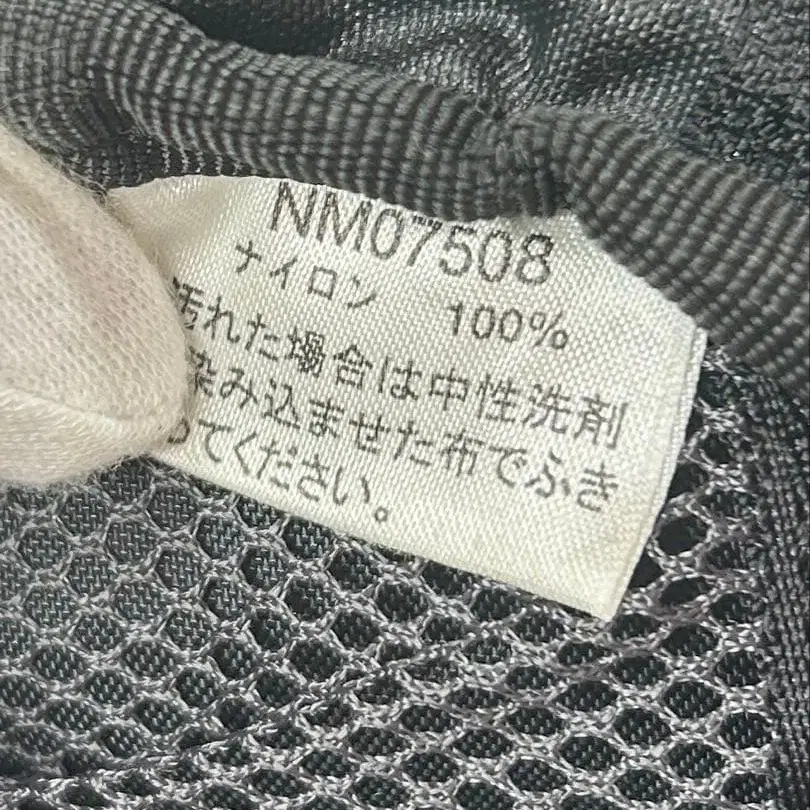 NM07508
ナイロン 100%
汚れた場合は中性洗剤
染み込ませた布でふき
ってください。